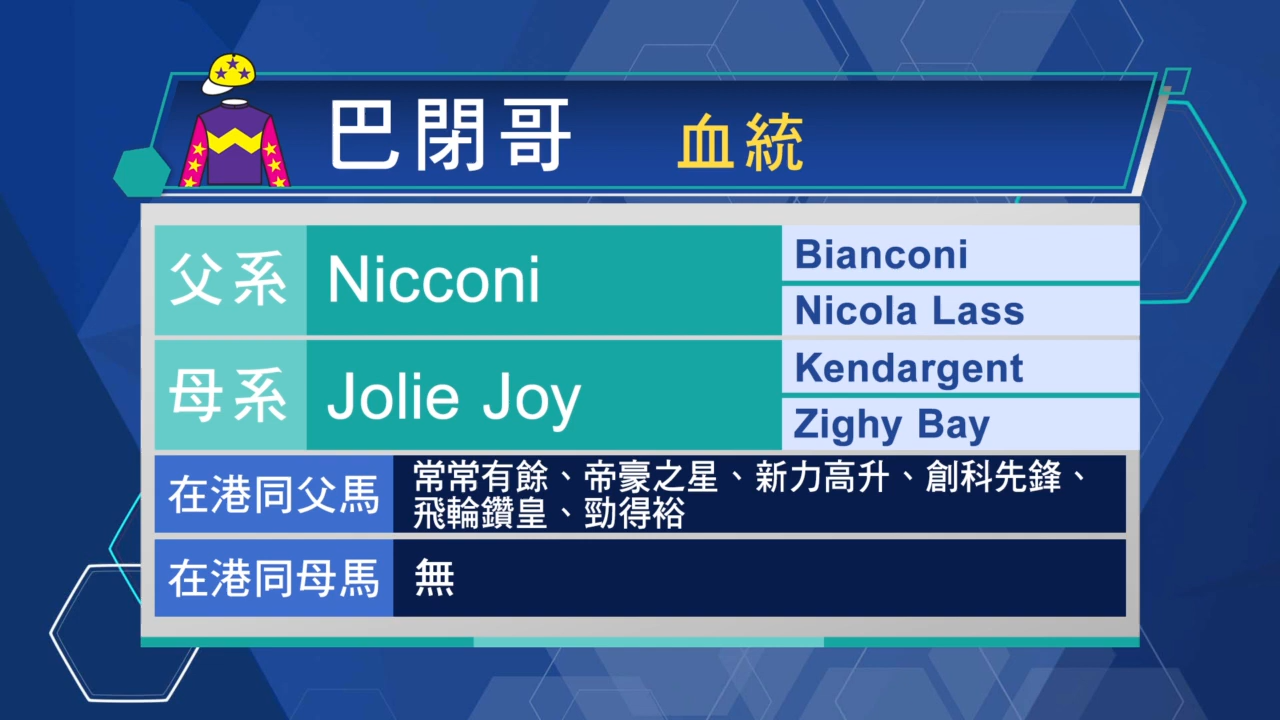 巴閉哥 血統
父系 Nicconi
Bianconi
Nicola Lass
母系 Jolie Joy
Kendargent
Zighy Bay
在港同父馬 常常有餘、帝豪之星、新力高升、創科先鋒、
飛輪鑽皇、勁得裕
在港同母馬 無